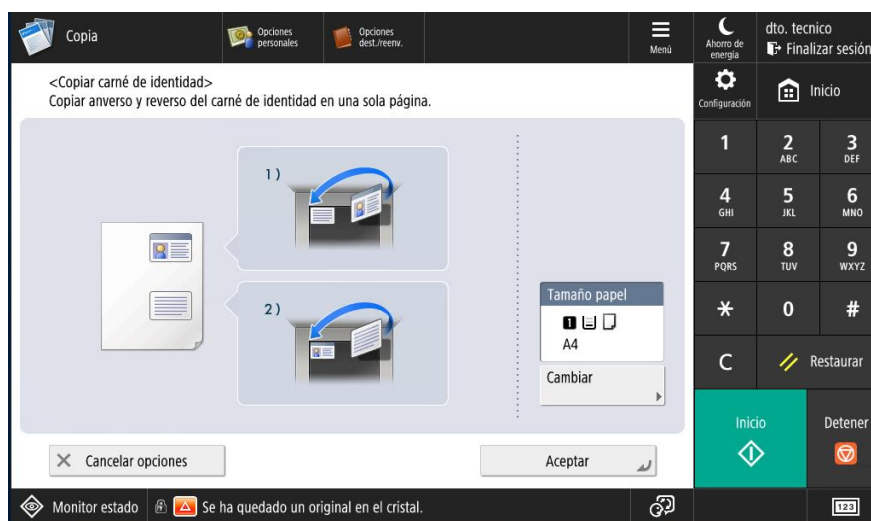 Copia
Opciones
personales
Opciones
dest./reenv.
Menú
Ahorro de
energía
dto. tecnico
Finalizar sesión
<Copiar carné de identidad>
Copiar anverso y reverso del carné de identidad en una sola página.
Configuración
Inicio
1)
2)
Tamaño papel
1
A4
Cambiar
1
2
ABC
3
DEF
4
GHI
5
JKL
6
MNO
7
PQRS
8
TUV
9
WXYZ
*
0
#
C
Restaurar
Inicio
Detener
Cancelar opciones
Aceptar
Monitor estado
Se ha quedado un original en el cristal.
123